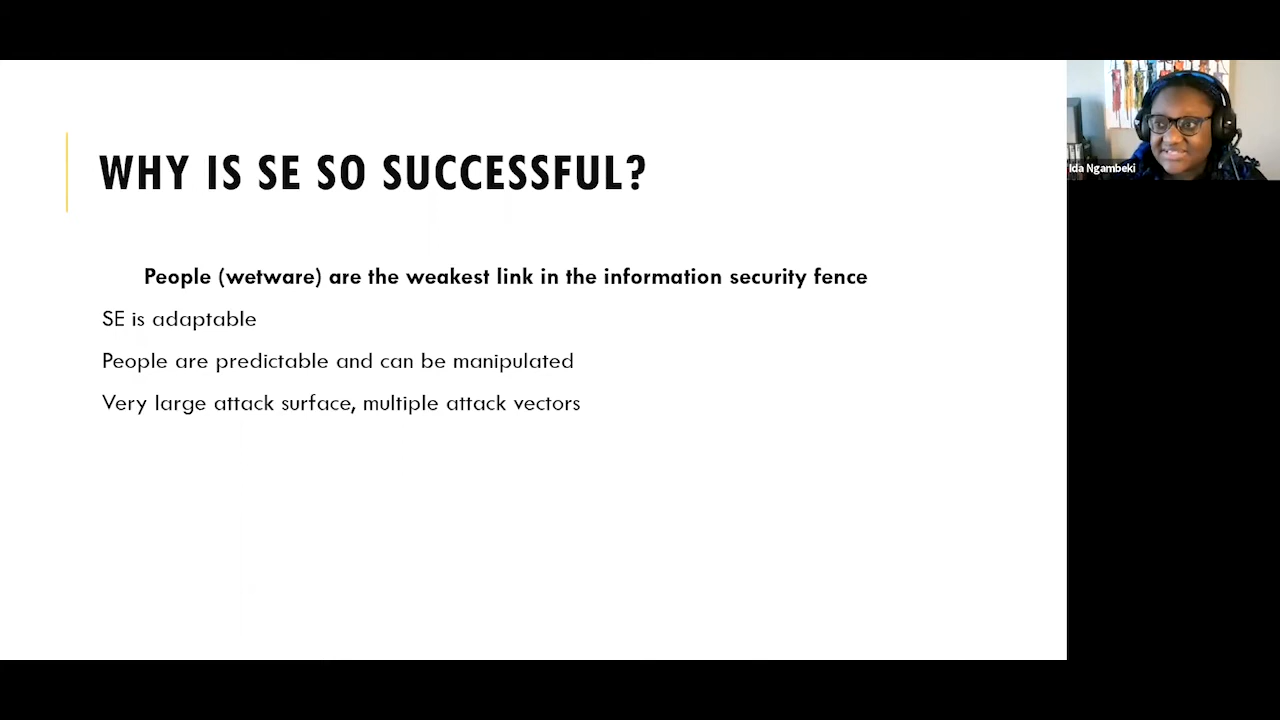 WHY IS SE SO SUCCESSFUL?
People (wetware) are the weakest link in the information security fence
SE is adaptable
People are predictable and can be manipulated
Very large attack surface, multiple attack vectors
Ida Ngambeki